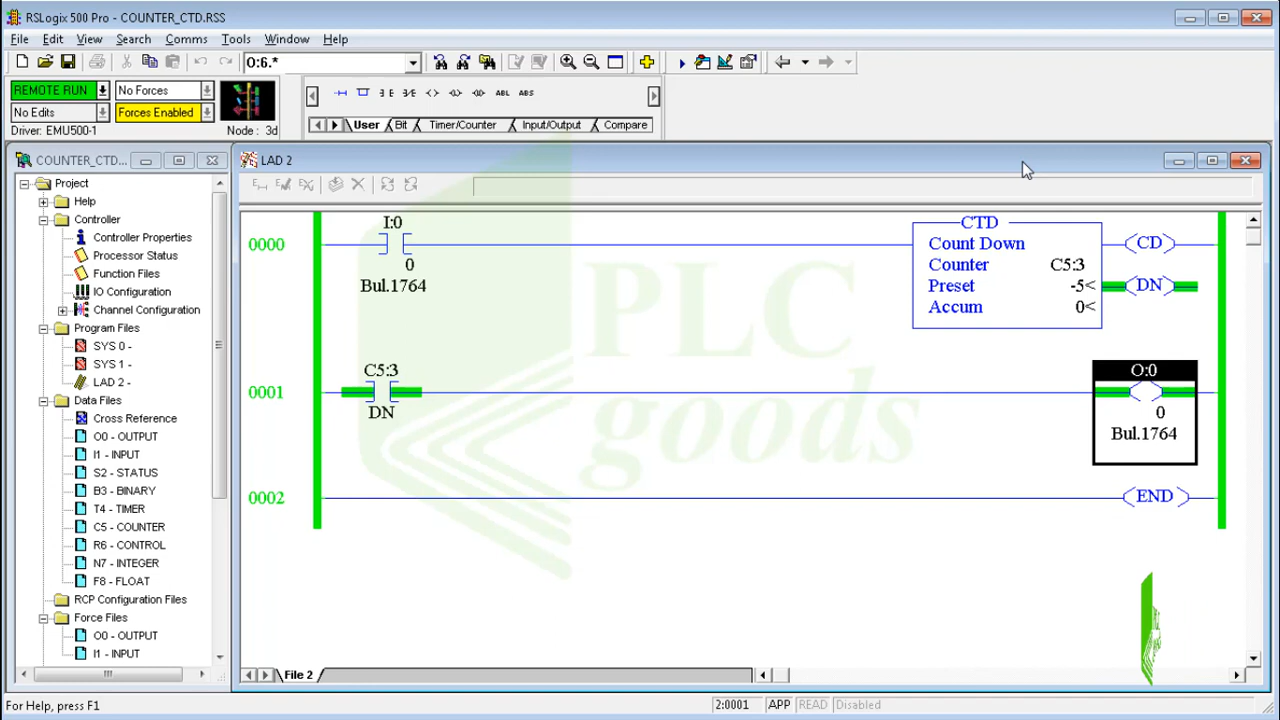 RSLogix 500 Pro - COUNTER_CTD.RSS
File Edit View Search Comms Tools Window Help
O:6.*
REMOTE RUN No Forces
No Edits Forces Enabled
Driver: EMU500-1 Node : 3d
ABL ABS
User Bit Timer/Counter Input/Output Compare
COUNTER_CTD...
LAD 2
Project
Help
Controller
Controller Properties
Processor Status
Function Files
IO Configuration
Channel Configuration
Program Files
SYS 0 -
SYS 1 -
LAD 2 -
Data Files
Cross Reference
O0 - OUTPUT
I1 - INPUT
S2 - STATUS
B3 - BINARY
T4 - TIMER
C5 - COUNTER
R6 - CONTROL
N7 - INTEGER
F8 - FLOAT
RCP Configuration Files
Force Files
O0 - OUTPUT
I1 - INPUT
0000
I:0
0
Bul.1764
CTD
Count Down
Counter C5:3
Preset -5<
Accum 0<
CD
DN
0001
C5:3
DN
O:0
0
Bul.1764
0002
END
PLC
goods
File 2
For Help, press F1
2:0001 APP READ Disabled